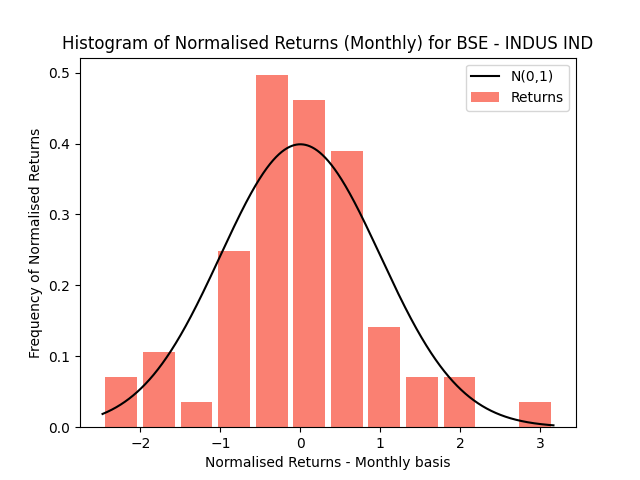 Histogram of Normalised Returns (Monthly) for BSE - INDUS IND
N(0,1)
Returns
Frequency of Normalised Returns
0.5
0.4
0.3
0.2
0.1
0.0
−2
−1
0
1
2
3
Normalised Returns - Monthly basis